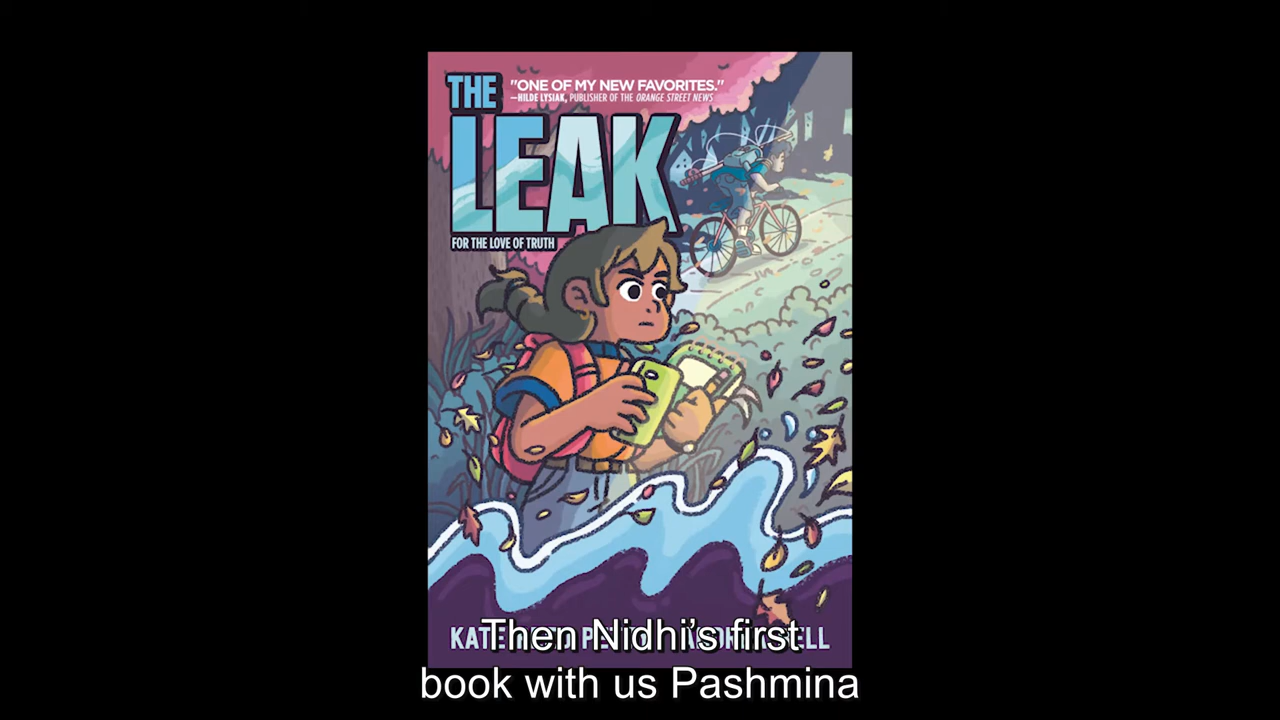 THE
"ONE OF MY NEW FAVORITES."
—HILDE LYSIAK, PUBLISHER OF THE ORANGE STREET NEWS
LEAK
FOR THE LOVE OF TRUTH
Then Nidhi's first
book with us Pashmina